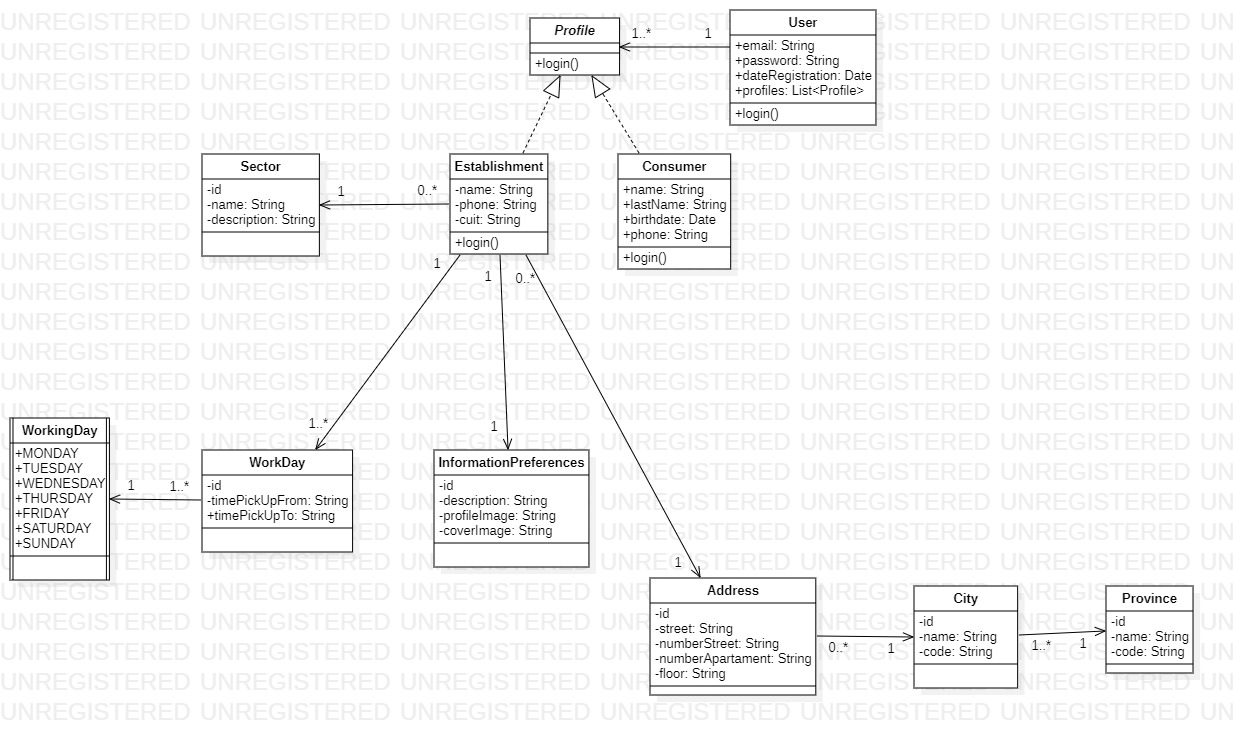 Profile
+login()
1..*
1
User
+email: String
+password: String
+dateRegistration: Date
+profiles: List<Profile>
+login()
Sector
-id
-name: String
-description: String
1
0..*
Establishment
-name: String
-phone: String
-cuit: String
+login()
Consumer
+name: String
+lastName: String
+birthdate: Date
+phone: String
+login()
1
1
0..*
1..*
1
1
WorkingDay
+MONDAY
+TUESDAY
+WEDNESDAY
+THURSDAY
+FRIDAY
+SATURDAY
+SUNDAY
1
1..*
WorkDay
-id
-timePickUpFrom: String
+timePickUpTo: String
InformationPreferences
-id
-description: String
-profileImage: String
-coverImage: String
Address
-id
-street: String
-numberStreet: String
-numberApartament: String
-floor: String
0..*
1
City
-id
-name: String
-code: String
1..*
1
Province
-id
-name: String
-code: String
UNREGISTERED UNREGISTERED UNREGISTERED UNREGISTERED UNREGISTERED UNREGISTERED UN